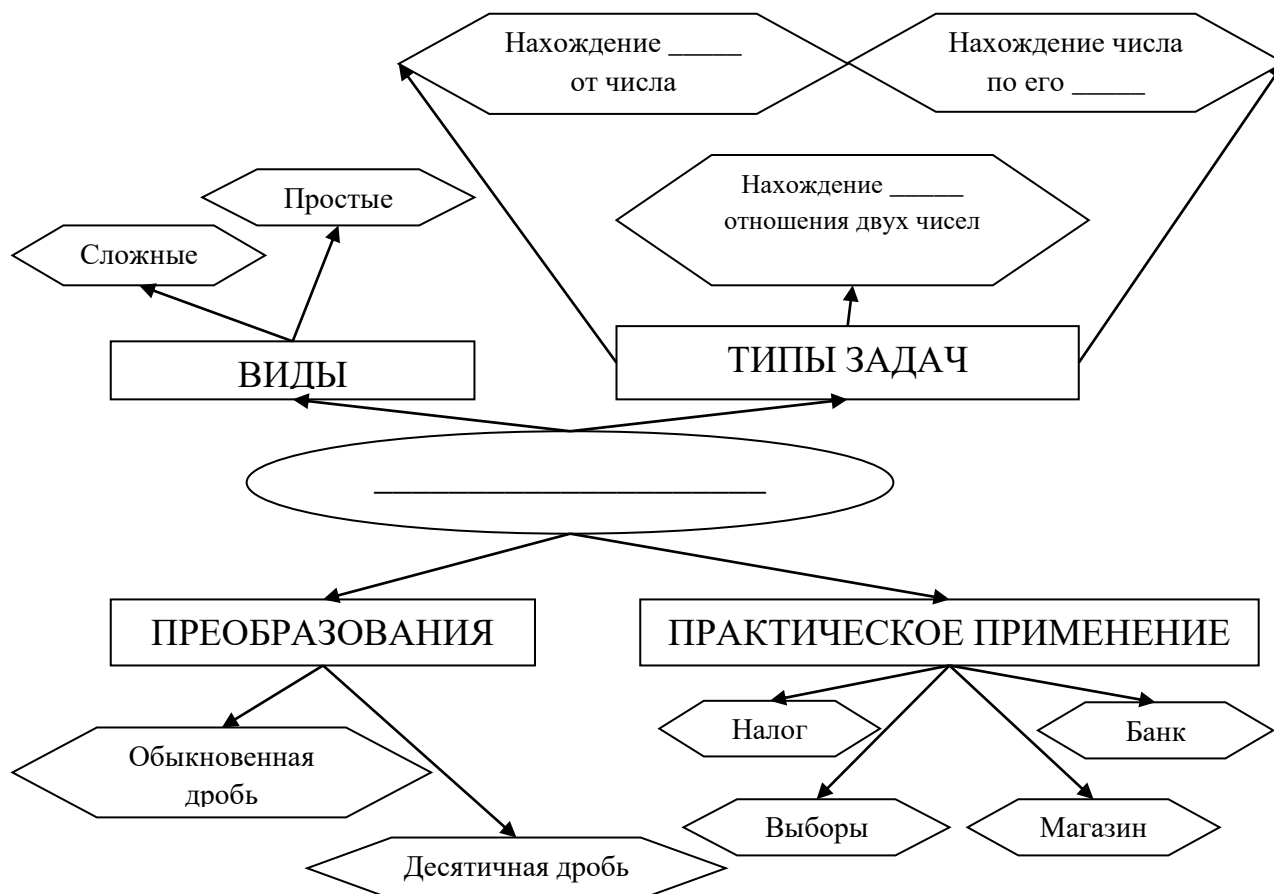 Нахождение _____
от числа
Нахождение числа
по его _____
Нахождение _____
отношения двух чисел
Простые
Сложные
ВИДЫ
ТИПЫ ЗАДАЧ
_________________________
ПРЕОБРАЗОВАНИЯ
ПРАКТИЧЕСКОЕ ПРИМЕНЕНИЕ
Обыкновенная
дробь
Десятичная дробь
Налог
Банк
Выборы
Магазин